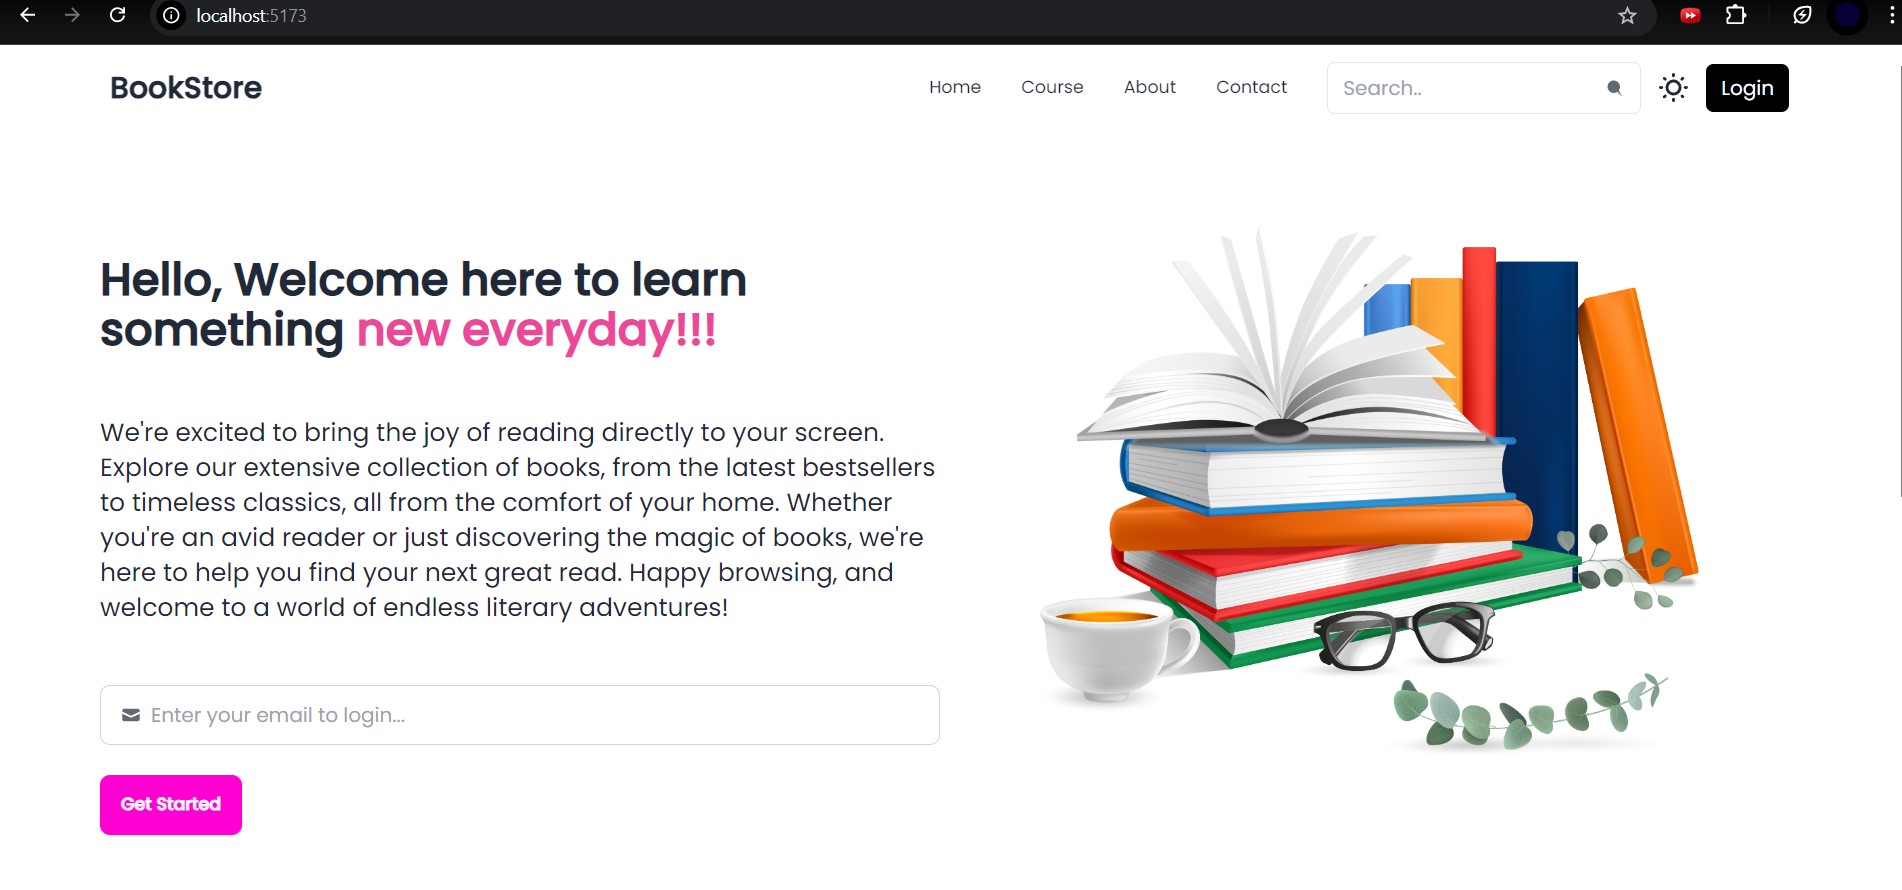 localhost:5173
BookStore
Home
Course
About
Contact
Search..
Login
Hello, Welcome here to learn
something new everyday!!!
We're excited to bring the joy of reading directly to your screen.
Explore our extensive collection of books, from the latest bestsellers
to timeless classics, all from the comfort of your home. Whether
you're an avid reader or just discovering the magic of books, we're
here to help you find your next great read. Happy browsing, and
welcome to a world of endless literary adventures!
Enter your email to login...
Get Started